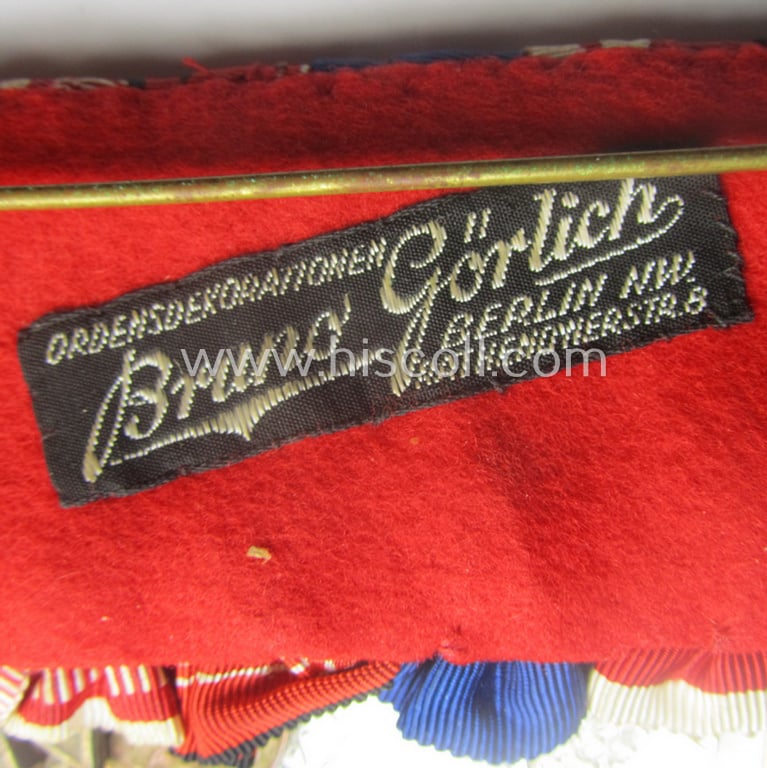 ORDENSDEKORATIONEN
Bruno Görlich
BERLIN NW.
www.hiscoll.com